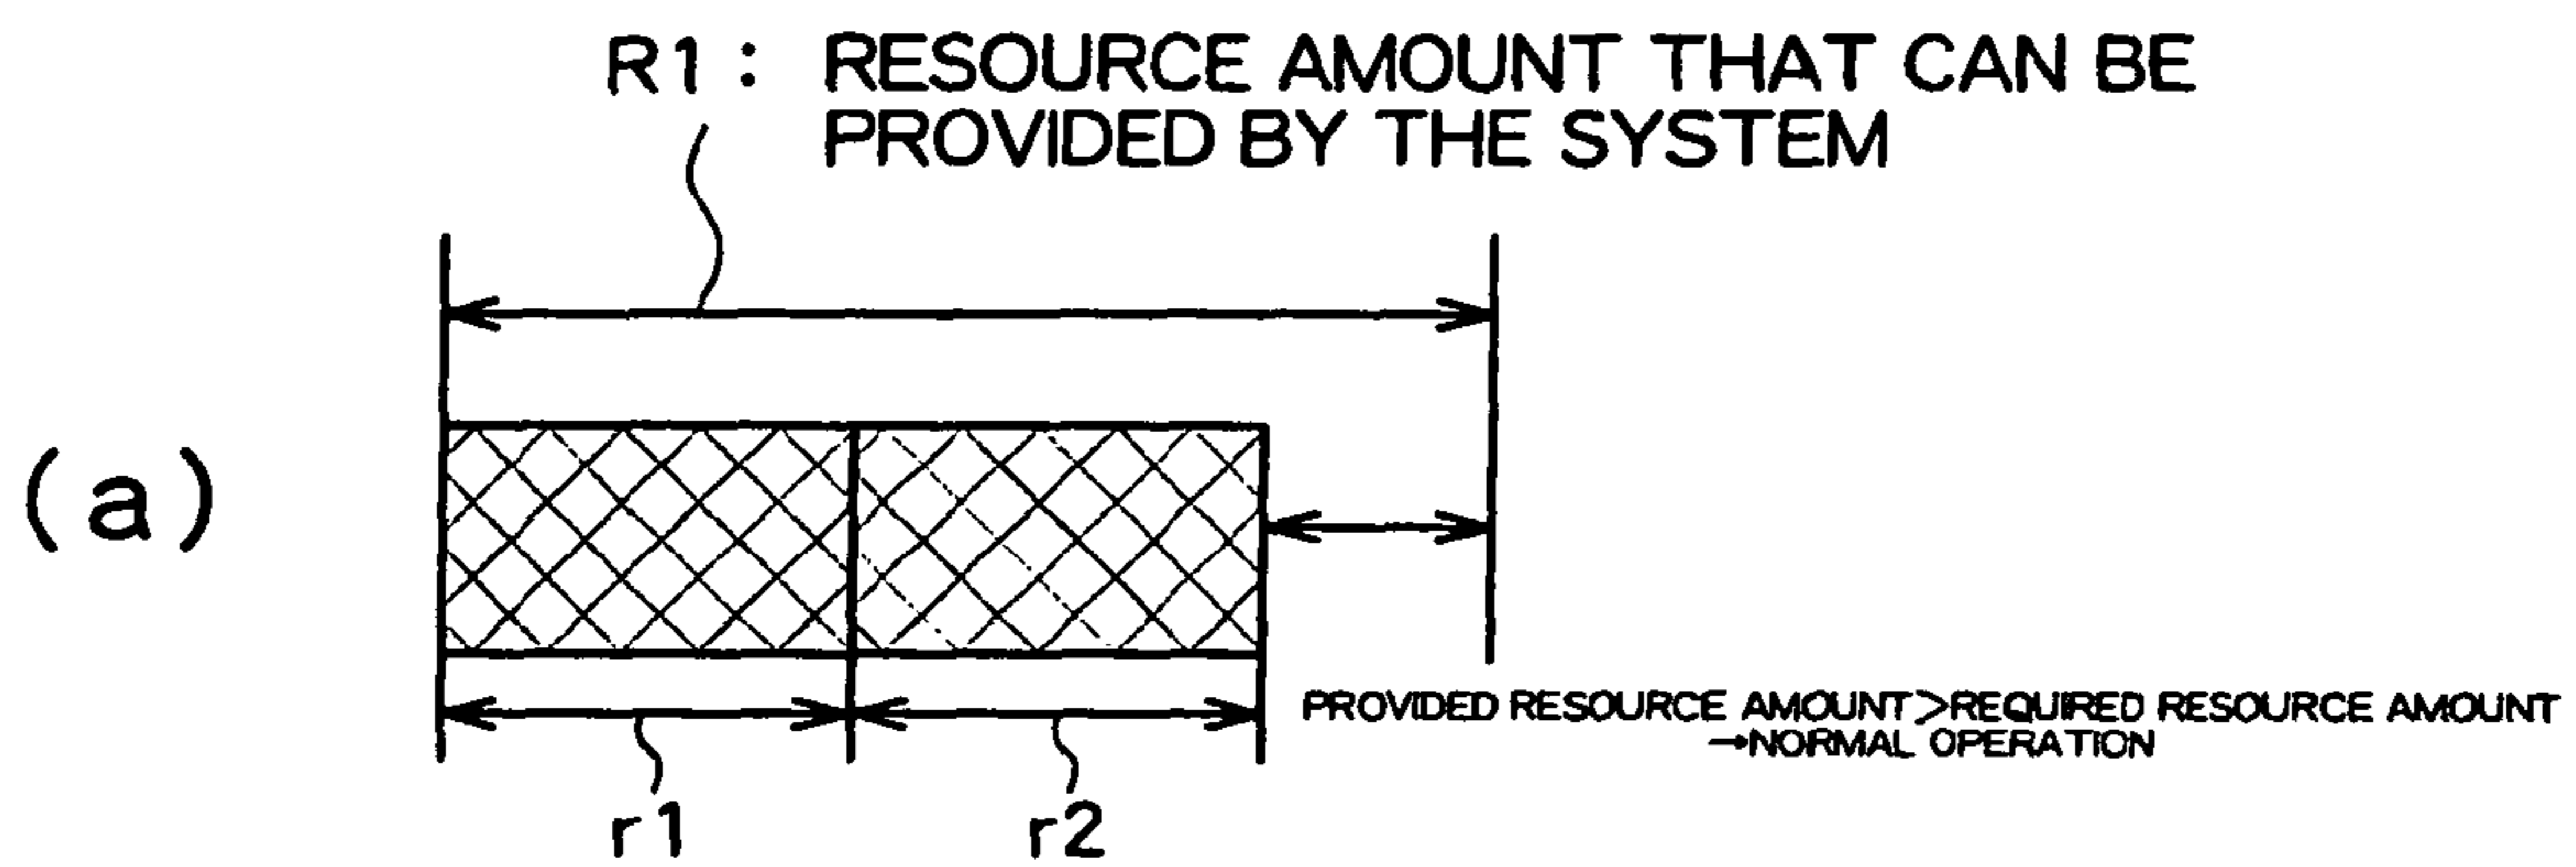 R1 : RESOURCE AMOUNT THAT CAN BE
PROVIDED BY THE SYSTEM
(a)
PROVIDED RESOURCE AMOUNT>REQUIRED RESOURCE AMOUNT
→NORMAL OPERATION
r1 r2